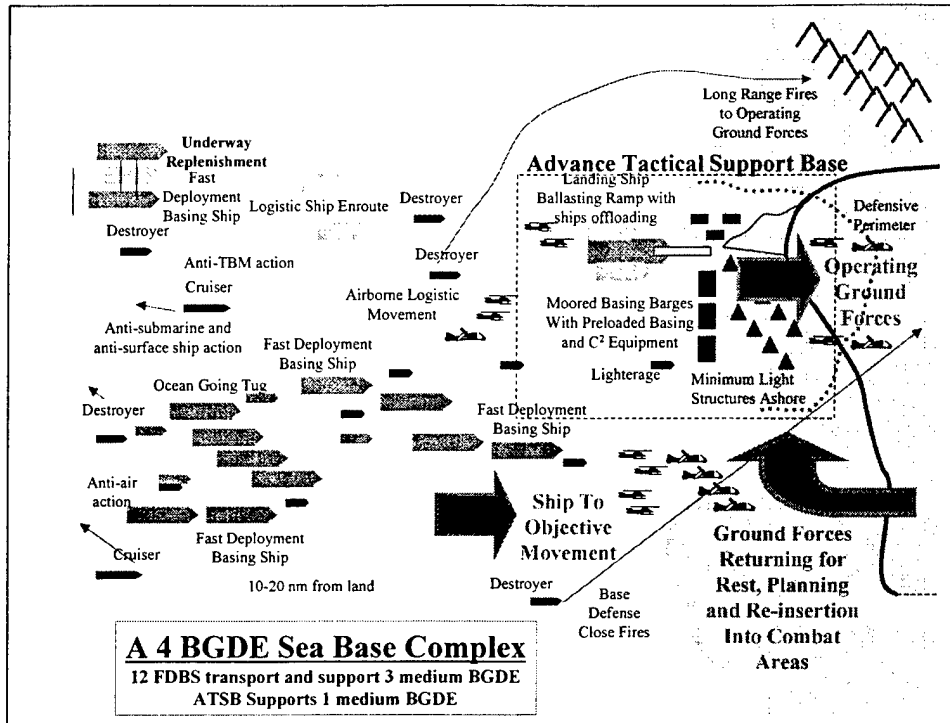 Long Range Fires
to Operating
Ground Forces
Underway
Replenishment
Fast
Deployment
Basing Ship
Destroyer
Logistic Ship Enroute
Destroyer
Destroyer
Advance Tactical Support Base
Landing Ship
Ballasting Ramp with
ships offloading
Defensive
Perimeter
Operating
Ground
Forces
Anti-TBM action
Cruiser
Airborne Logistic
Movement
Moored Basing Barges
With Preloaded Basing
and C² Equipment
Anti-submarine and
anti-surface ship action
Fast Deployment
Basing Ship
Lighterage
Minimum Light
Structures Ashore
Ocean Going Tug
Destroyer
Fast Deployment
Basing Ship
Anti-air
action
Ship To
Objective
Movement
Fast Deployment
Basing Ship
Cruiser
10-20 nm from land
Destroyer
Base
Defense
Close Fires
Ground Forces
Returning for
Rest, Planning
and Re-insertion
Into Combat
Areas
A 4 BGDE Sea Base Complex
12 FDBS transport and support 3 medium BGDE
ATSB Supports 1 medium BGDE